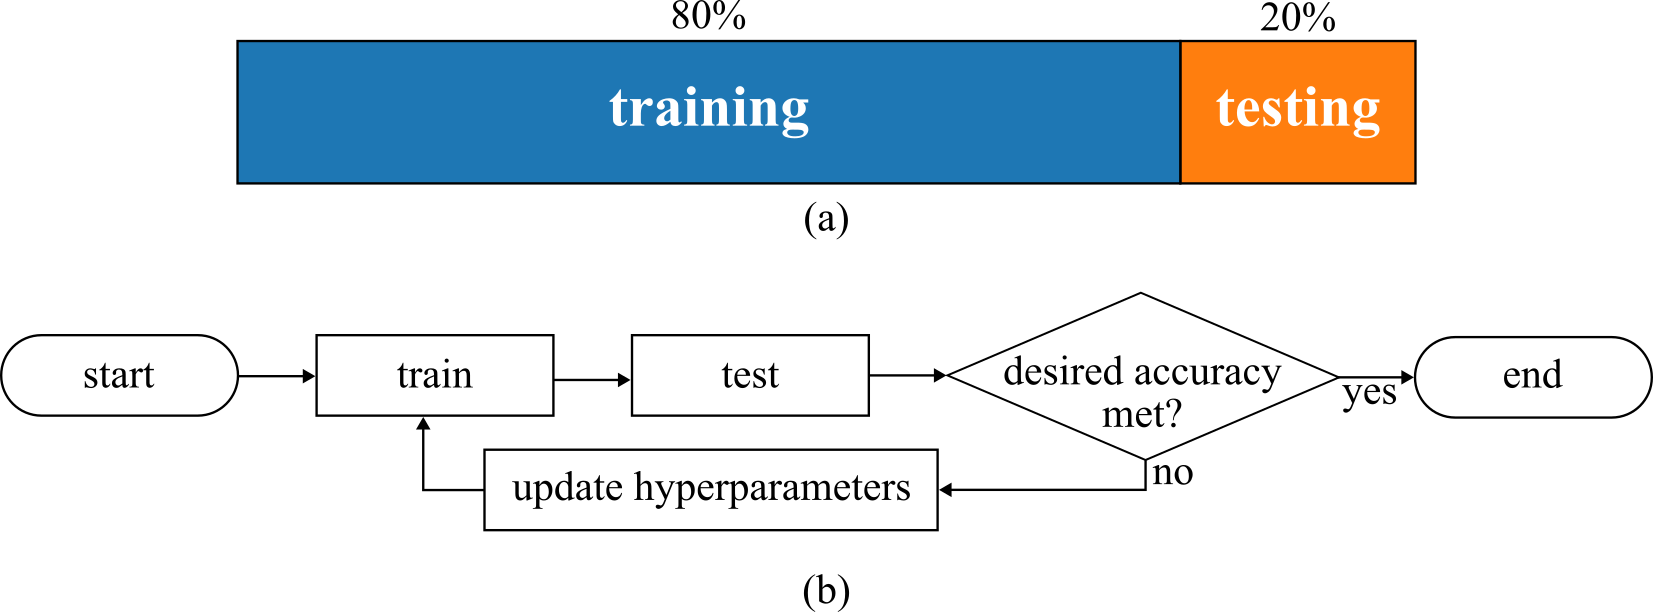 80%
20%
training
testing
(a)
start
train
test
desired accuracy
met?
yes
end
no
update hyperparameters
(b)